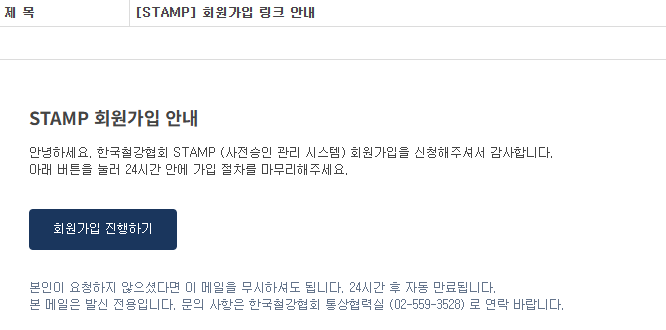 제 목 [STAMP] 회원가입 링크 안내
STAMP 회원가입 안내
안녕하세요. 한국철강협회 STAMP (사전승인 관리 시스템) 회원가입을 신청해주셔서 감사합니다.
아래 버튼을 눌러 24시간 안에 가입 절차를 마무리해주세요.
회원가입 진행하기
본인이 요청하지 않으셨다면 이 메일을 무시하셔도 됩니다. 24시간 후 자동 만료됩니다.
본 메일은 발신 전용입니다. 문의 사항은 한국철강협회 통상협력실 (02-559-3528) 로 연락 바랍니다.